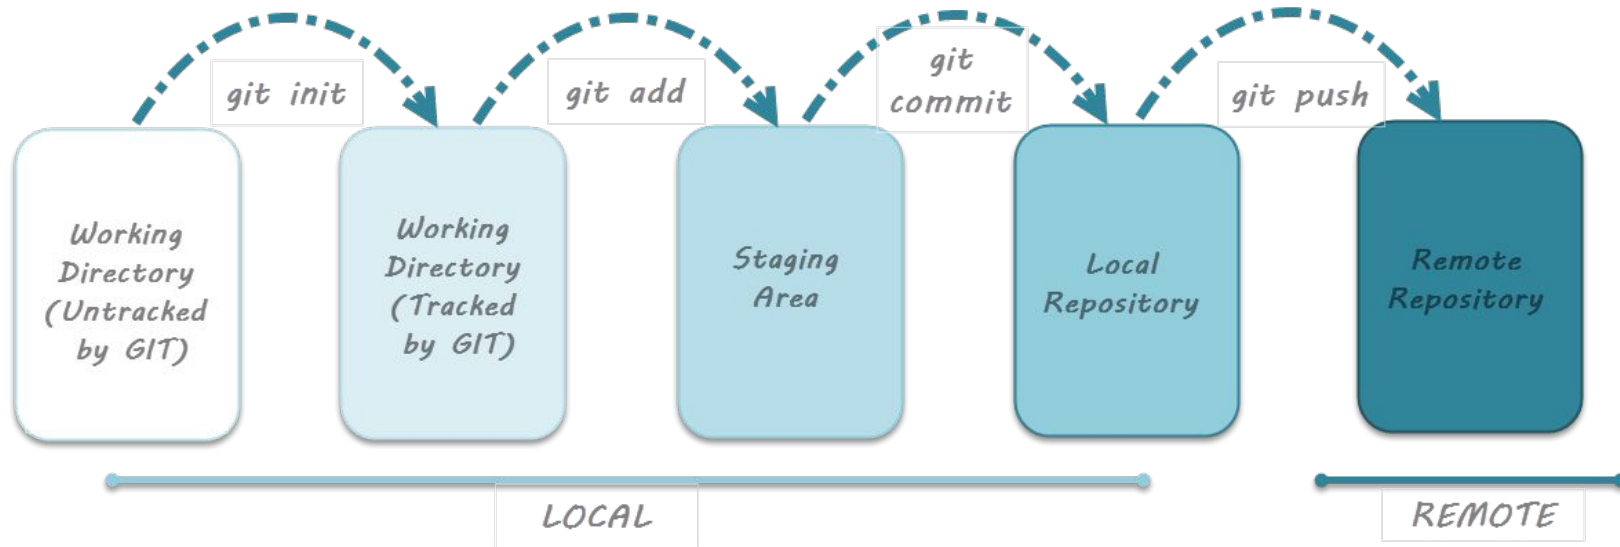 git init
git add
git
commit
git push
Working
Directory
(Untracked
by GIT)
Working
Directory
(Tracked
by GIT)
Staging
Area
Local
Repository
Remote
Repository
LOCAL
REMOTE